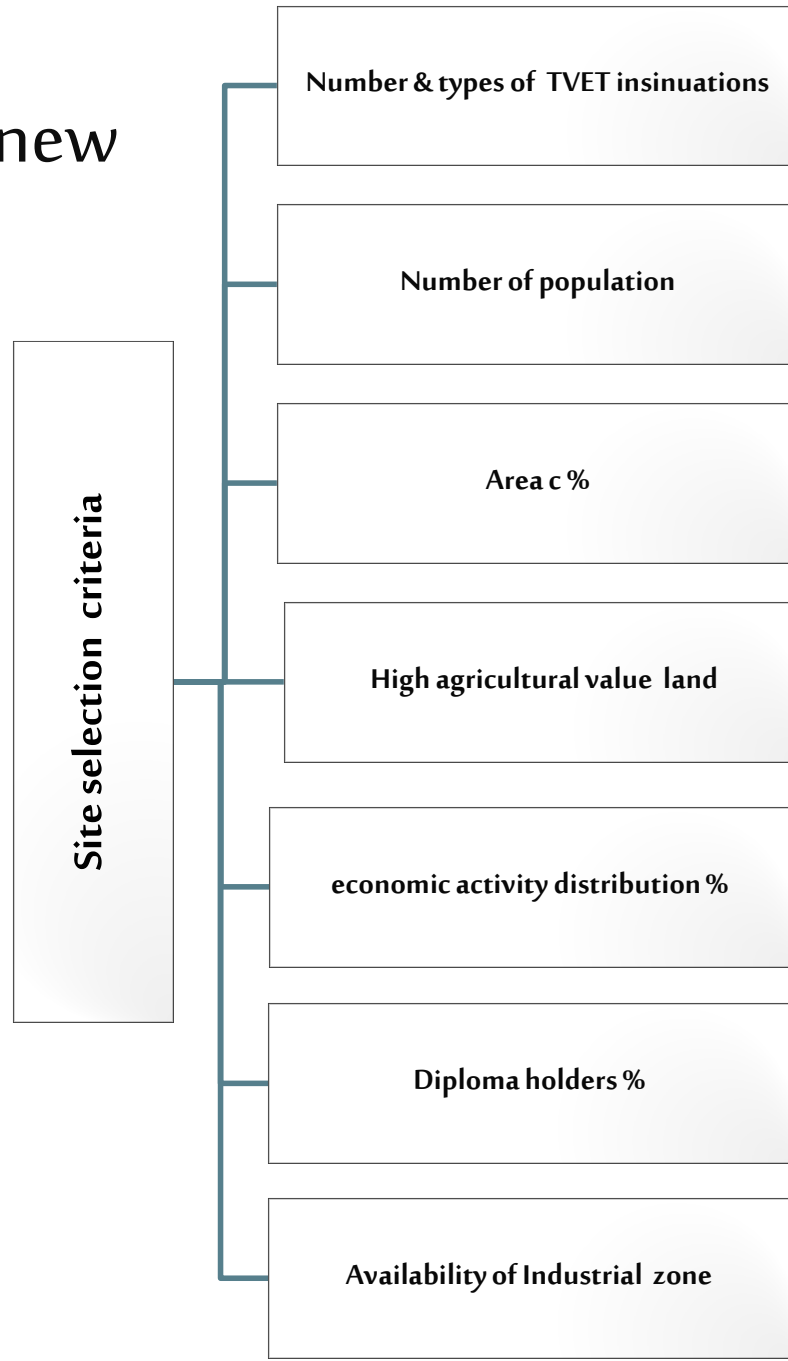 new
Site selection criteria
Number & types of TVET insinuations
Number of population
Area c %
High agricultural value land
economic activity distribution %
Diploma holders %
Availability of Industrial zone